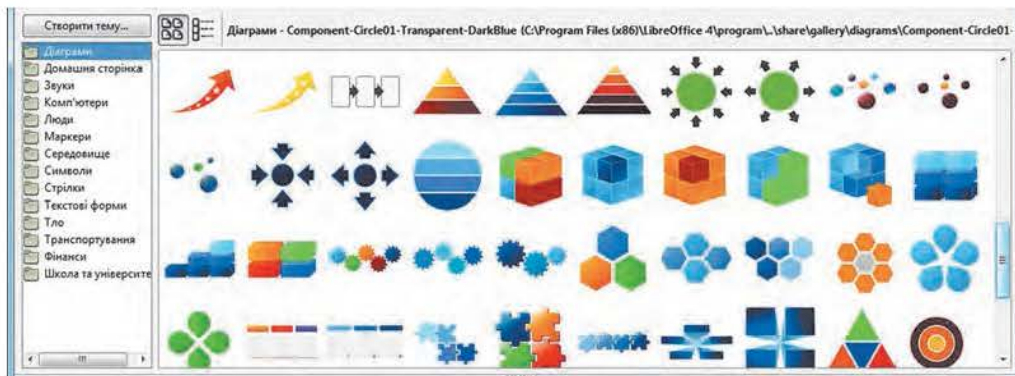 Створити тему...
Діаграми - Component-Circle01-Transparent-DarkBlue (C:\Program Files (x86)\LibreOffice 4\program\..\share\gallery\diagrams\Component-Circle01-
Діаграми
Домашня сторінка
Звуки
Комп'ютери
Люди
Маркери
Середовище
Символи
Стрілки
Текстові форми
Тло
Транспортування
Фінанси
Школа та університе